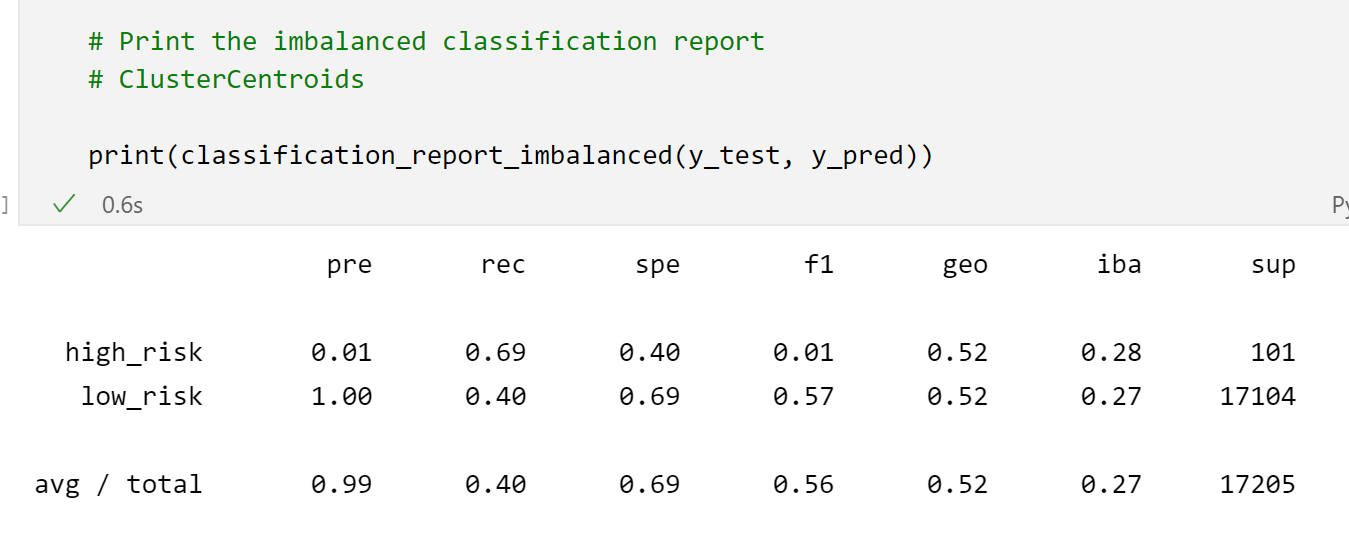 # Print the imbalanced classification report
# ClusterCentroids
print(classification_report_imbalanced(y_test, y_pred))
] ✓ 0.6s Py
pre rec spe f1 geo iba sup
high_risk 0.01 0.69 0.40 0.01 0.52 0.28 101
low_risk 1.00 0.40 0.69 0.57 0.52 0.27 17104
avg / total 0.99 0.40 0.69 0.56 0.52 0.27 17205